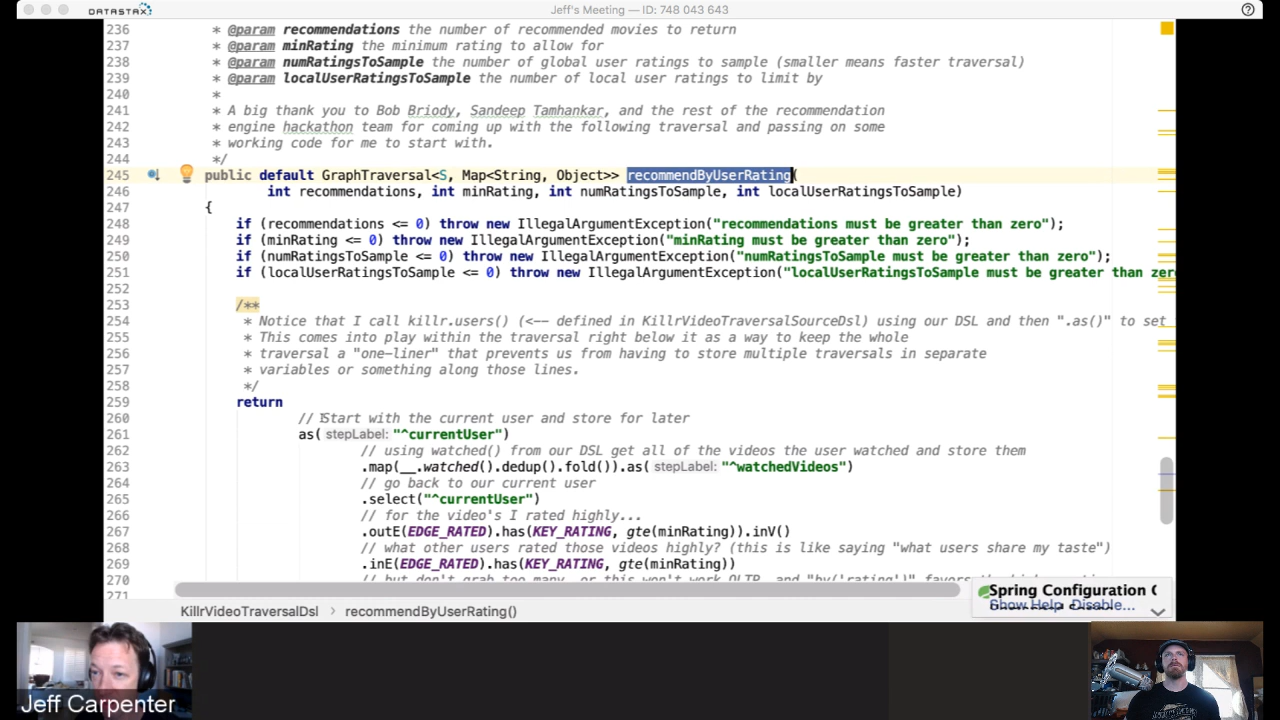 DATASTAX
Jeff's Meeting — ID: 748 043 643
236 * @param recommendations the number of recommended movies to return
237 * @param minRating the minimum rating to allow for
238 * @param numRatingsToSample the number of global user ratings to sample (smaller means faster traversal)
239 * @param localUserRatingsToSample the number of local user ratings to limit by
240 *
241 * A big thank you to Bob Briody, Sandeep Tamhankar, and the rest of the recommendation
242 * engine hackathon team for coming up with the following traversal and passing on some
243 * working code for me to start with.
244 */
245 public default GraphTraversal<S, Map<String, Object>> recommendByUserRating(
246 int recommendations, int minRating, int numRatingsToSample, int localUserRatingsToSample)
247 {
248 if (recommendations <= 0) throw new IllegalArgumentException("recommendations must be greater than zero");
249 if (minRating <= 0) throw new IllegalArgumentException("minRating must be greater than zero");
250 if (numRatingsToSample <= 0) throw new IllegalArgumentException("numRatingsToSample must be greater than zero");
251 if (localUserRatingsToSample <= 0) throw new IllegalArgumentException("localUserRatingsToSample must be greater than zer
252
253 /**
254 * Notice that I call killr.users() (<-- defined in KillrVideoTraversalSourceDsl) using our DSL and then ".as()" to set
255 * This comes into play within the traversal right below it as a way to keep the whole
256 * traversal a "one-liner" that prevents us from having to store multiple traversals in separate
257 * variables or something along those lines.
258 */
259 return
260 // Start with the current user and store for later
261 as( stepLabel: "^currentUser")
262 // using watched() from our DSL get all of the videos the user watched and store them
263 .map(__.watched().dedup().fold()).as( stepLabel: "^watchedVideos")
264 // go back to our current user
265 .select("^currentUser")
266 // for the video's I rated highly...
267 .outE(EDGE_RATED).has(KEY_RATING, gte(minRating)).inV()
268 // what other users rated those videos highly? (this is like saying "what users share my taste")
269 .inE(EDGE_RATED).has(KEY_RATING, gte(minRating))
270 // but don't grab too many, or this won't work OLTP, and "by('rating')" favors
271
Spring Configuration C
Show Help Disable...
KillrVideoTraversalDsl › recommendByUserRating()
Jeff Carpenter